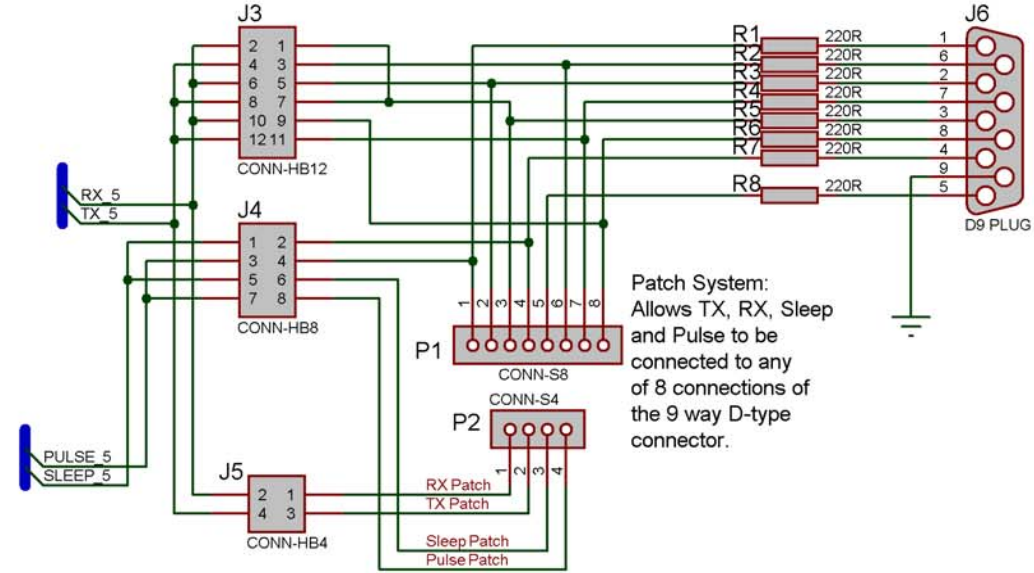 J3
2 1
4 3
6 5
8 7
10 9
12 11
CONN-HB12
RX_5
TX_5
J4
1 2
3 4
5 6
7 8
CONN-HB8
PULSE_5
SLEEP_5
J5
2 1
4 3
CONN-HB4
R1 220R
R2
R3 220R
R4
R5 220R
R6
R7 220R
R8 220R
J6
1
6
2
7
3
8
4
9
5
D9 PLUG
1 2 3 4 5 6 7 8
P1
CONN-S8
CONN-S4
P2
1 2 3 4
RX Patch
TX Patch
Sleep Patch
Pulse Patch
Patch System:
Allows TX, RX, Sleep
and Pulse to be
connected to any
of 8 connections of
the 9 way D-type
connector.